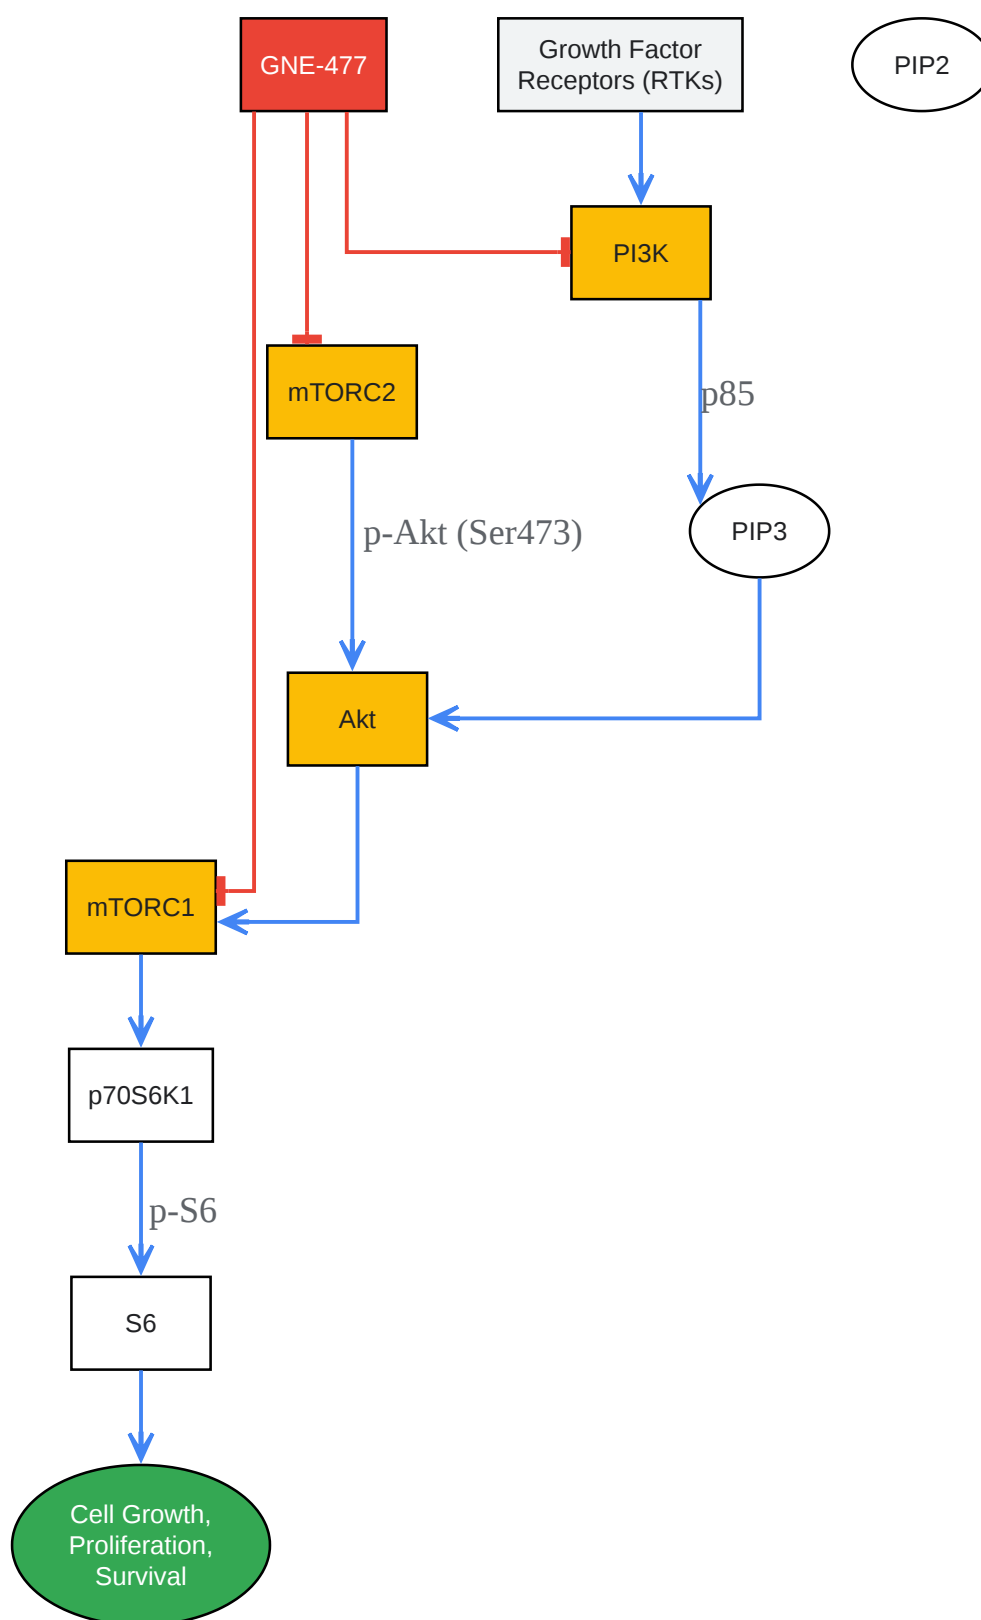 GNE-477
Growth Factor
Receptors (RTKs)
PIP2
PI3K
mTORC2
p85
p-Akt (Ser473)
PIP3
Akt
mTORC1
p70S6K1
p-S6
S6
Cell Growth,
Proliferation,
Survival